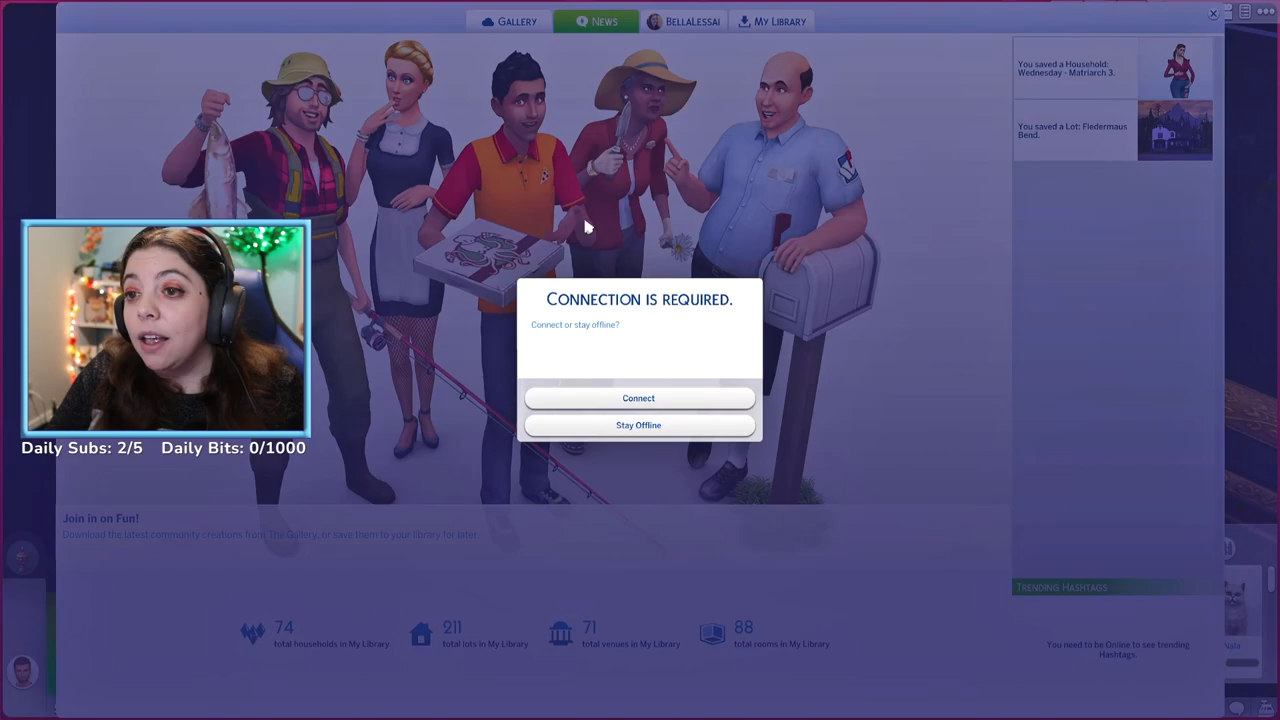 GALLERY
NEWS
BELLALESSAI
MY LIBRARY
You saved a Household:
Wednesday - Matriarch 3.
You saved a Lot: Fledermaus
Bend.
CONNECTION IS REQUIRED.
Connect or stay offline?
Connect
Stay Offline
Daily Subs: 2/5 Daily Bits: 0/1000
Join in on Fun!
Download the latest community creations from The Gallery, or save them to your library for later.
74
total households in My Library
211
total lots in My Library
71
total venues in My Library
88
total rooms in My Library
TRENDING HASHTAGS
You need to be Online to see trending
Hashtags.
Nala